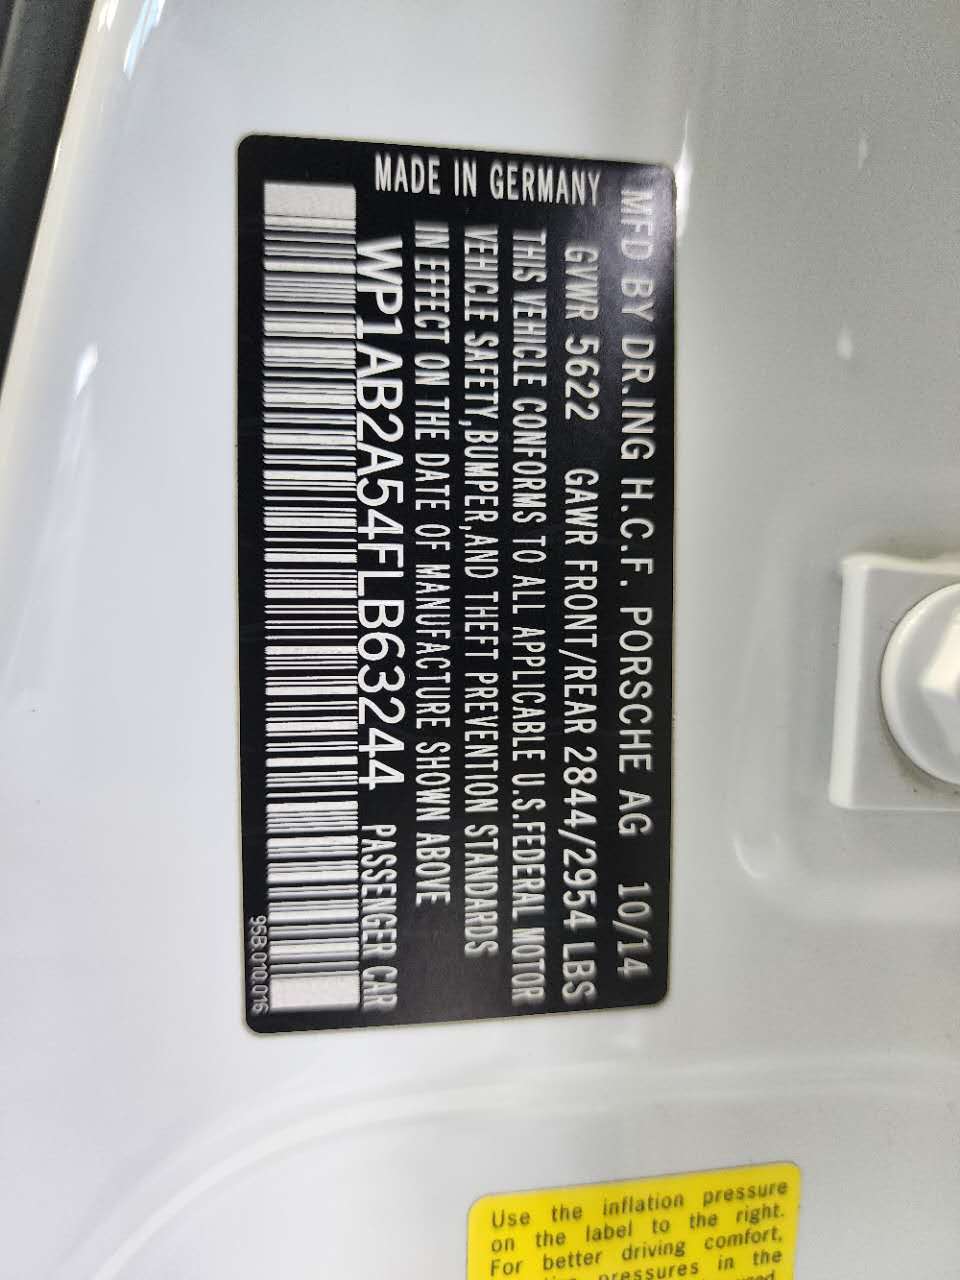 MFD BY DR.ING H.C.F. PORSCHE AG 10/14
GVWR 5622 GAWR FRONT/REAR 2844/2954 LBS
THIS VEHICLE CONFORMS TO ALL APPLICABLE U.S.FEDERAL MOTOR
VEHICLE SAFETY,BUMPER,AND THEFT PREVENTION STANDARDS
IN EFFECT ON THE DATE OF MANUFACTURE SHOWN ABOVE
WP1AB2A54FLB63244 PASSENGER CAR
MADE IN GERMANY
95B.010.016
Use the inflation pressure
on the label to the right.
For better driving comfort,
pressures in the